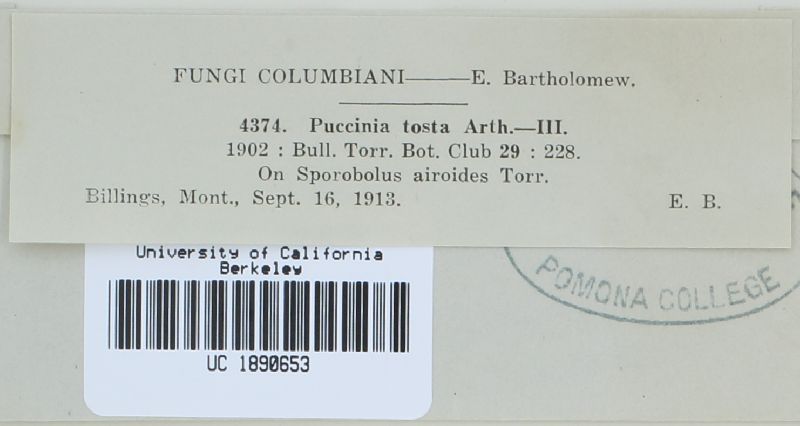 FUNGI COLUMBIANI——E. Bartholomew.
4374. Puccinia tosta Arth.—III.
1902 : Bull. Torr. Bot. Club 29 : 228.
On Sporobolus airoides Torr.
Billings, Mont., Sept. 16, 1913. E. B.
University of California
Berkeley
UC 1890653
POMONA COLLEGE